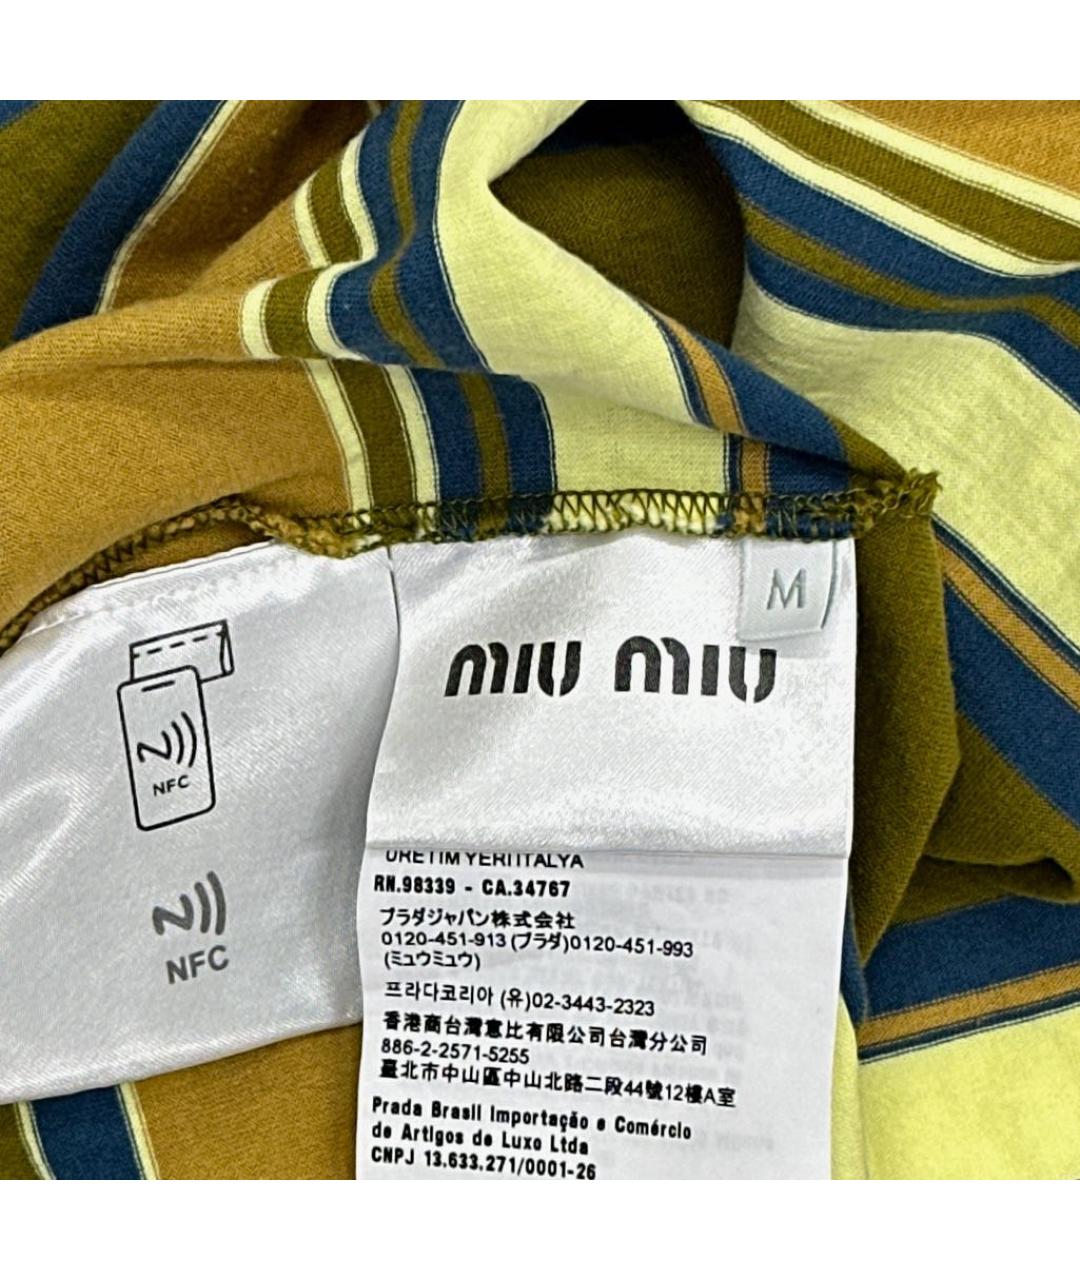 M
miu miu
NFC
NFC
ÜRETİM YERİ İTALYA
RN.98339 - CA.34767
プラダジャパン株式会社
0120-451-913 (プラダ)0120-451-993
(ミュウミュウ)
프라다코리아 (유)02-3443-2323
香港商台灣意比有限公司台灣分公司
886-2-2571-5255
臺北市中山區中山北路二段44號12樓A室
Prada Brasil Importação e Comércio
de Artigos de Luxo Ltda
CNPJ 13.633.271/0001-26